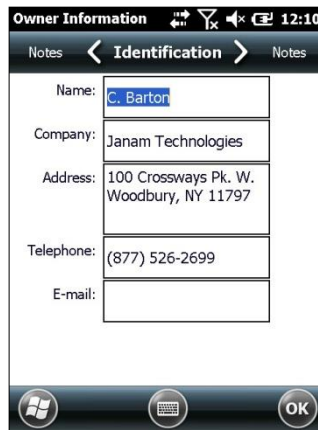 Owner Information 12:10
Notes Identification Notes
Name: C. Barton
Company: Janam Technologies
Address: 100 Crossways Pk. W.
Woodbury, NY 11797
Telephone: (877) 526-2699
E-mail:
OK